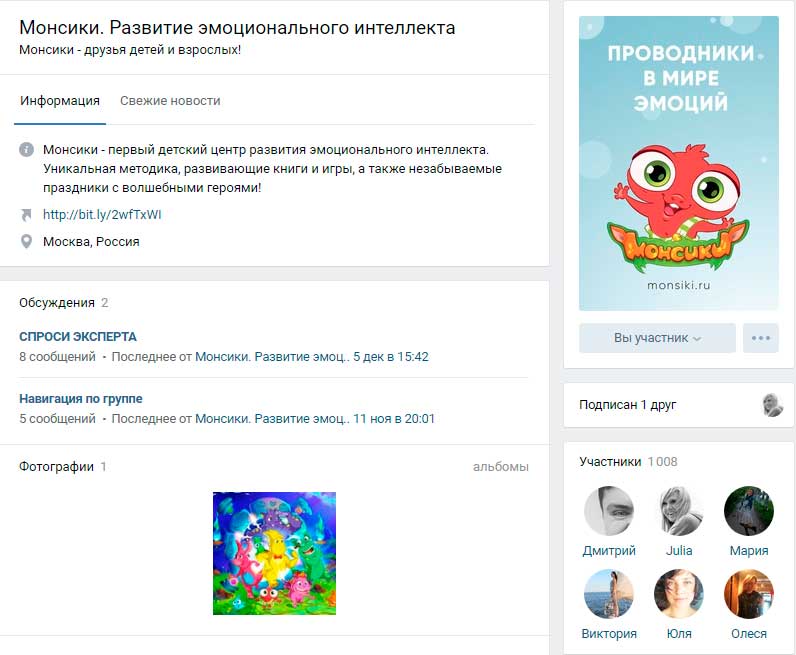 Монсики. Развитие эмоционального интеллекта
Монсики - друзья детей и взрослых!
Информация
Свежие новости
Монсики - первый детский центр развития эмоционального интеллекта.
Уникальная методика, развивающие книги и игры, а также незабываемые
праздники с волшебными героями!
http://bit.ly/2wfTxWI
Москва, Россия
Обсуждения 2
СПРОСИ ЭКСПЕРТА
8 сообщений · Последнее от Монсики. Развитие эмоц.. 5 дек в 15:42
Навигация по группе
5 сообщений · Последнее от Монсики. Развитие эмоц.. 11 ноя в 20:01
Фотографии 1
альбомы
ПРОВОДНИКИ
В МИРЕ
ЭМОЦИЙ
МОНСИКИ
monsiki.ru
Вы участник
Подписан 1 друг
Участники 1 008
Дмитрий
Julia
Мария
Виктория
Юля
Олеся